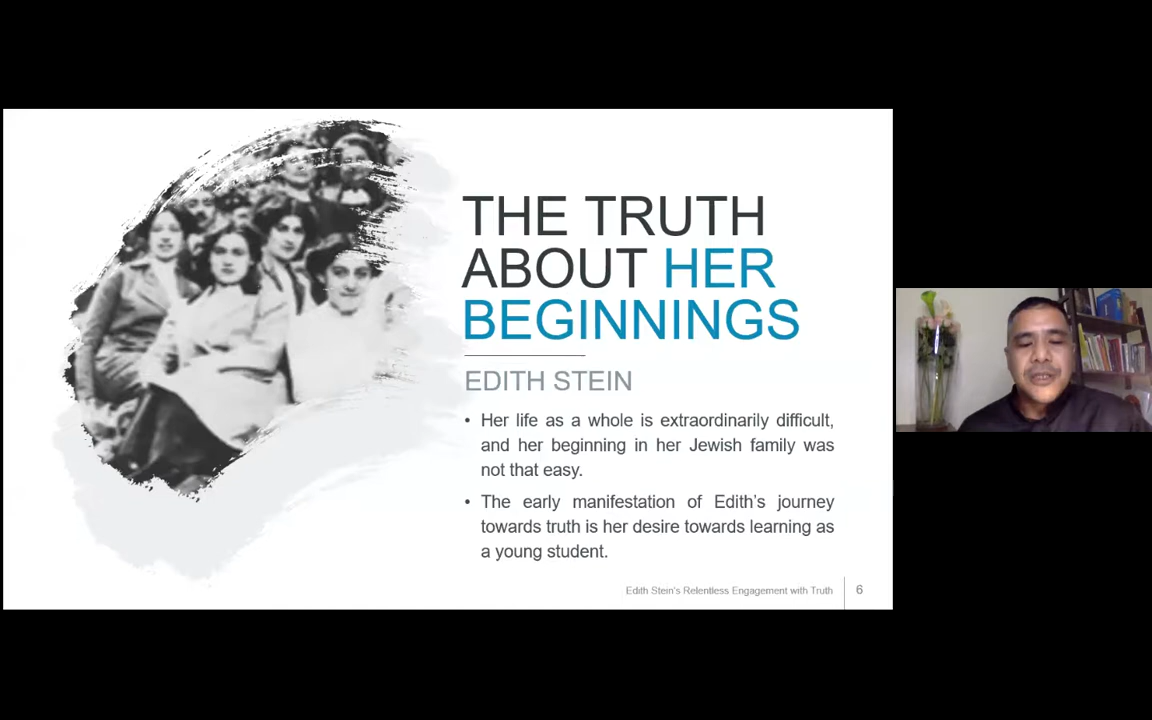 THE TRUTH
ABOUT HER
BEGINNINGS
EDITH STEIN
• Her life as a whole is extraordinarily difficult,
and her beginning in her Jewish family was
not that easy.
• The early manifestation of Edith's journey
towards truth is her desire towards learning as
a young student.
Edith Stein's Relentless Engagement with Truth
6